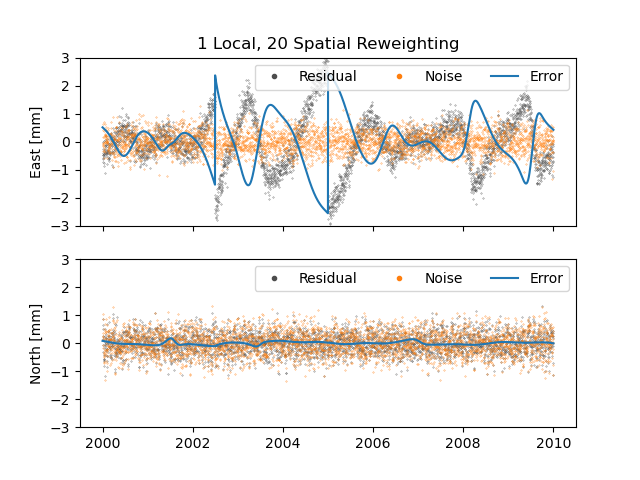 1 Local, 20 Spatial Reweighting
3
2
1
0
−1
−2
−3
East [mm]
Residual Noise Error
3
2
1
0
−1
−2
−3
North [mm]
Residual Noise Error
2000 2002 2004 2006 2008 2010